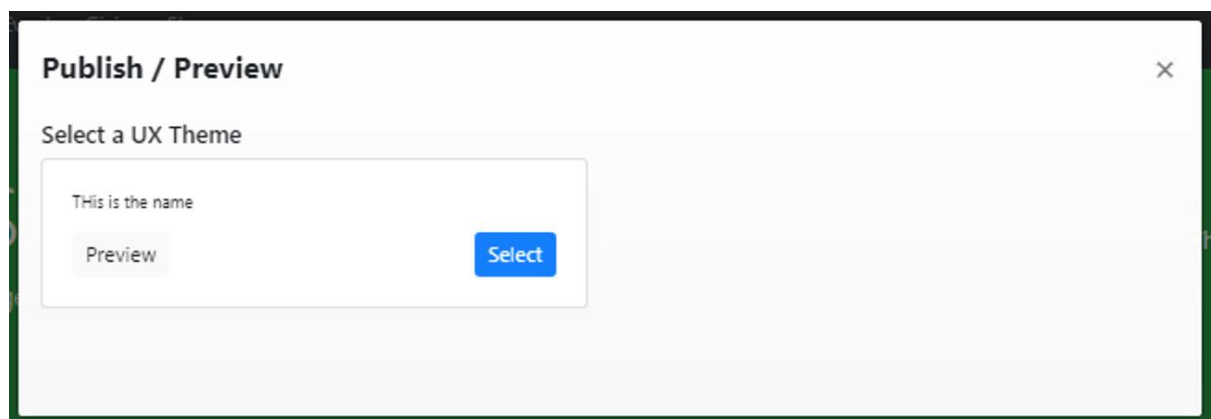 Publish / Preview
×
Select a UX Theme
THis is the name
Preview
Select